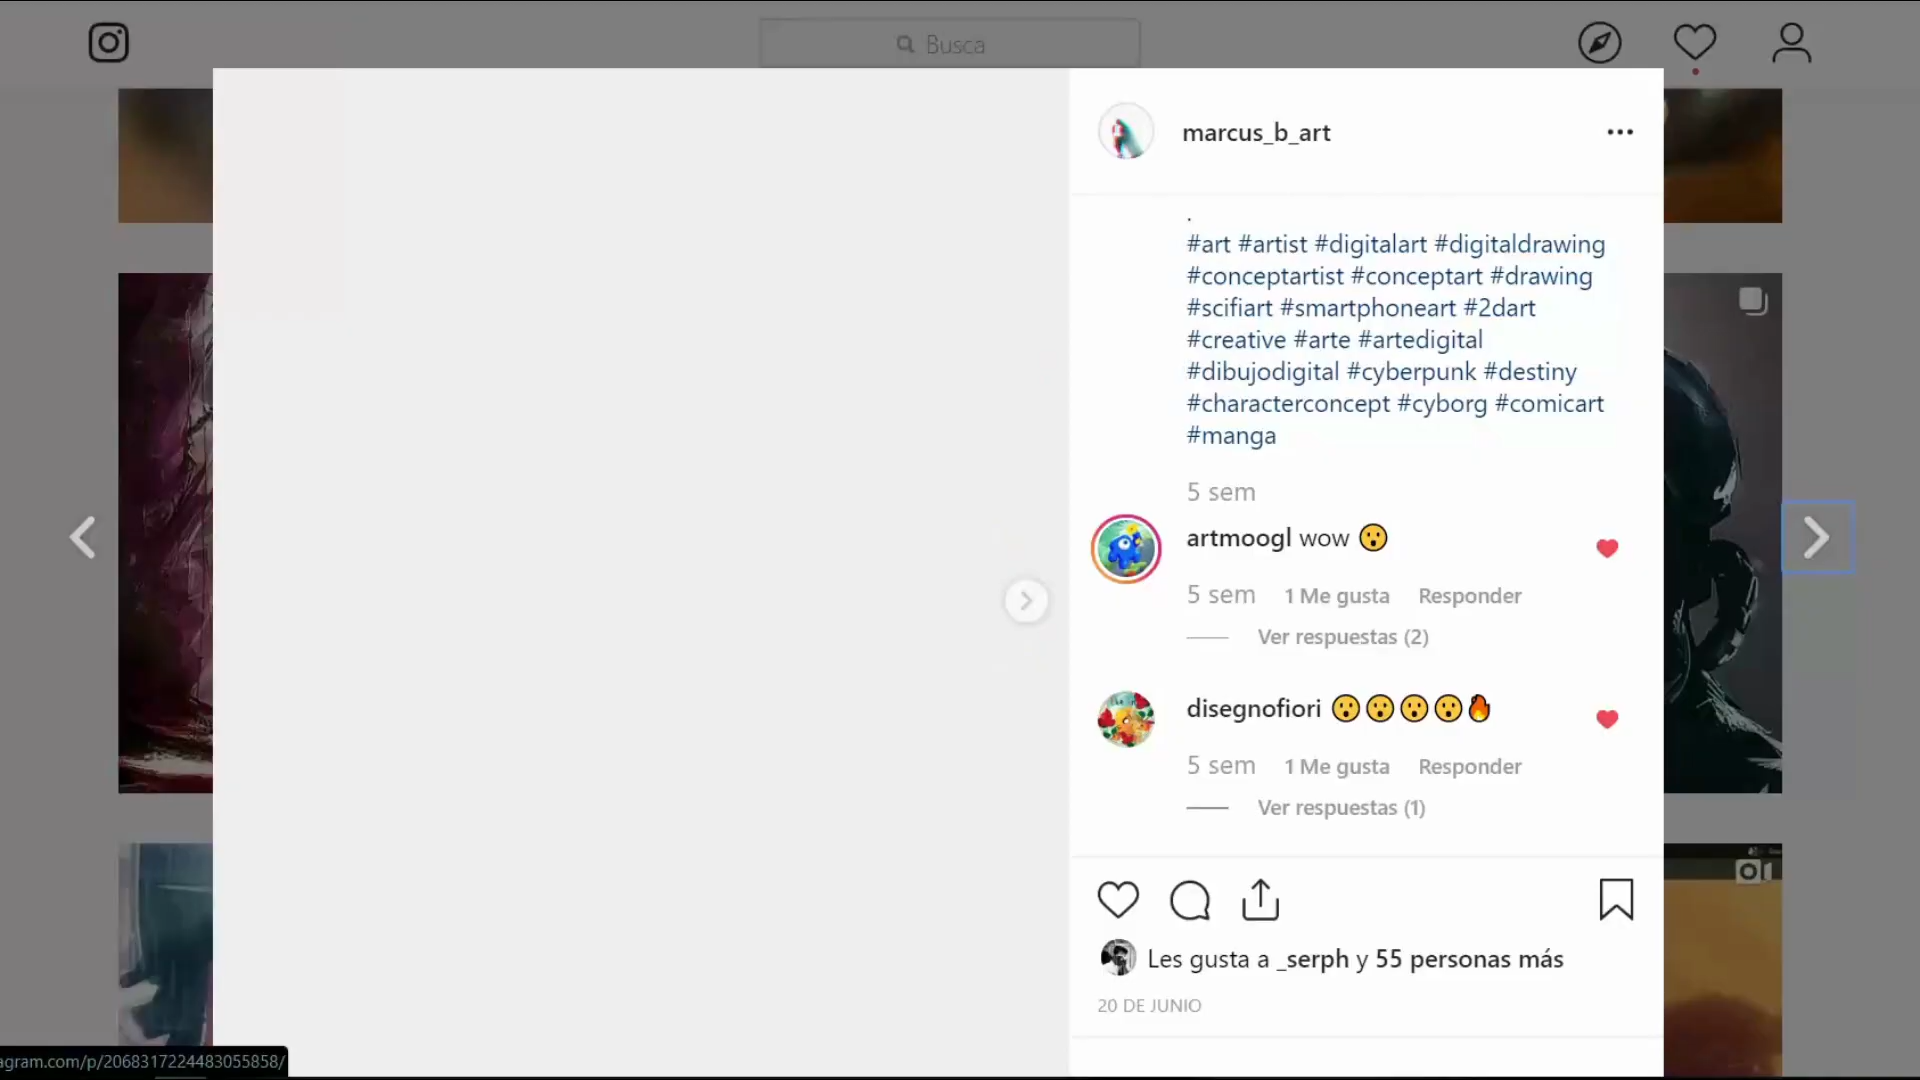 Busca
marcus_b_art
.
#art #artist #digitalart #digitaldrawing
#conceptartist #conceptart #drawing
#scifiart #smartphoneart #2dart
#creative #arte #artedigital
#dibujodigital #cyberpunk #destiny
#characterconcept #cyborg #comicart
#manga
5 sem
artmoogl wow 😮
5 sem 1 Me gusta Responder
Ver respuestas (2)
disegnofiori 😮😮😮😮🔥
5 sem 1 Me gusta Responder
Ver respuestas (1)
Les gusta a _serph y 55 personas más
20 DE JUNIO
agram.com/p/2068317224483055858/